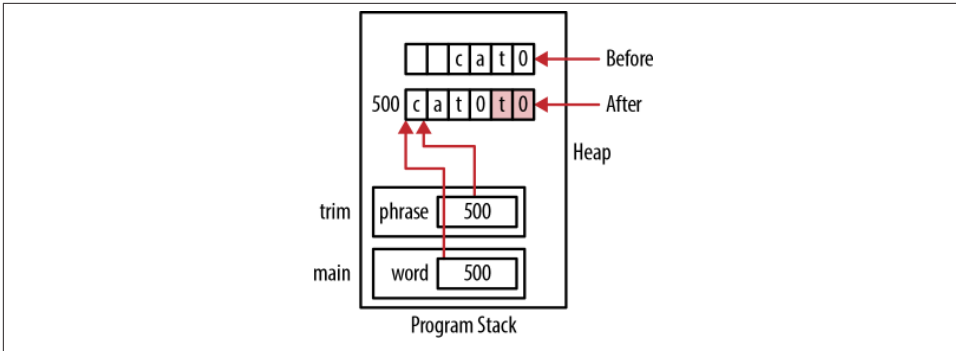 c a t 0 Before
500 c a t 0 t 0 After
Heap
trim phrase 500
main word 500
Program Stack